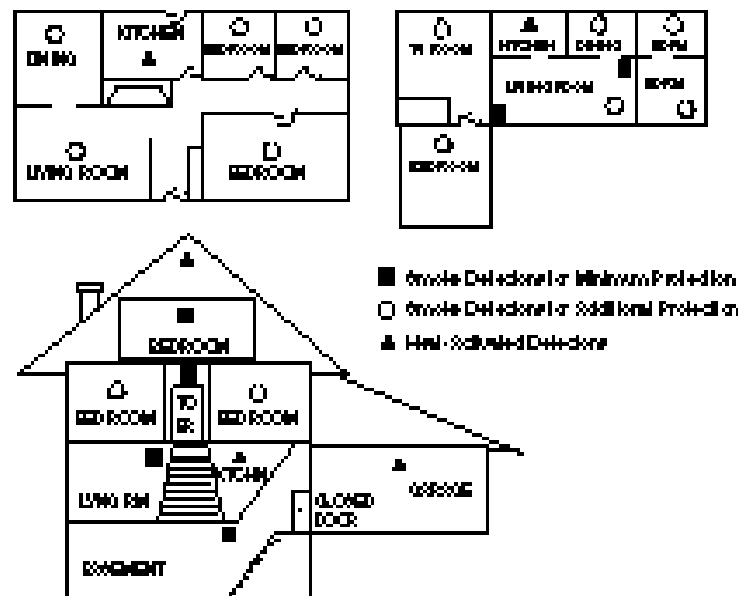 DINING
KITCHEN
BEDROOM
BEDROOM
LIVING ROOM
BEDROOM
TV ROOM
KITCHEN
DINING
BDRM
LIVING ROOM
BDRM
BEDROOM
Smoke Detectors for Minimum Protection
Smoke Detectors for Additional Protection
Heat-Activated Detectors
BEDROOM
BEDROOM
TO
BR
BEDROOM
LVNG RM
KITCHN
GARAGE
CLOSED
DOOR
BASEMENT